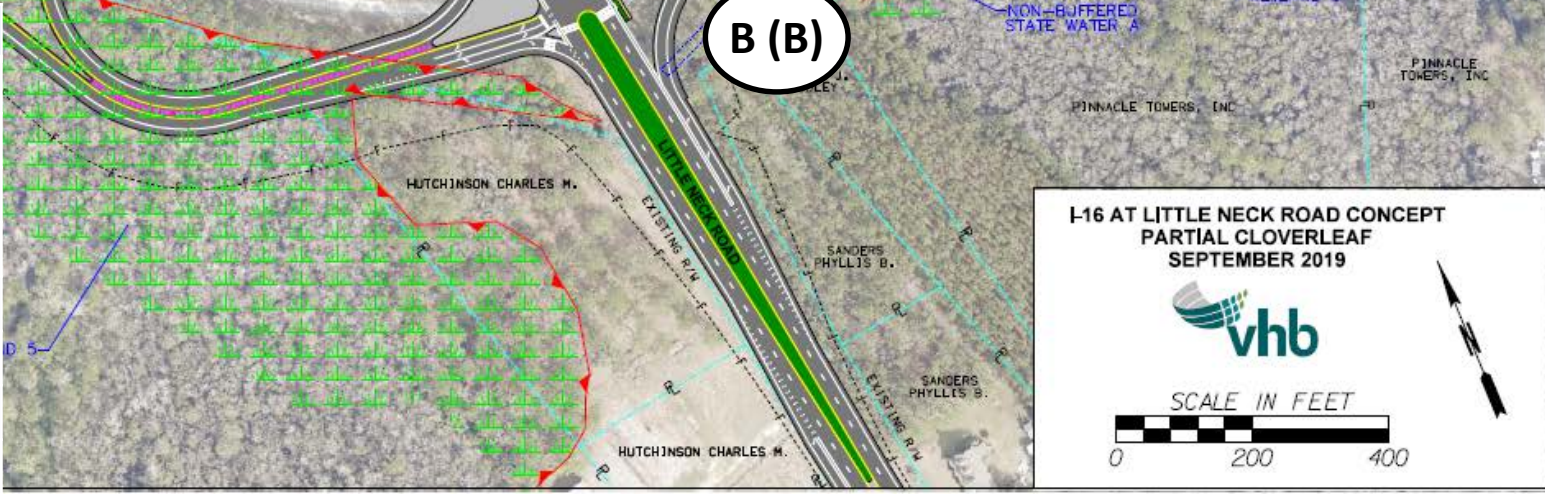 B (B)
NON-BUFFERED
STATE WATER A
PINNACLE
TOWERS, INC
PINNACLE TOWERS, INC
J.
HUTCHINSON CHARLES M.
LITTLE NECK ROAD
EXISTING R/W
SANDERS
PHYLLIS B.
SANDERS
PHYLLIS B.
EXISTING R/W
HUTCHINSON CHARLES M.
D 5
I-16 AT LITTLE NECK ROAD CONCEPT
PARTIAL CLOVERLEAF
SEPTEMBER 2019
vhb
N
SCALE IN FEET
0 200 400